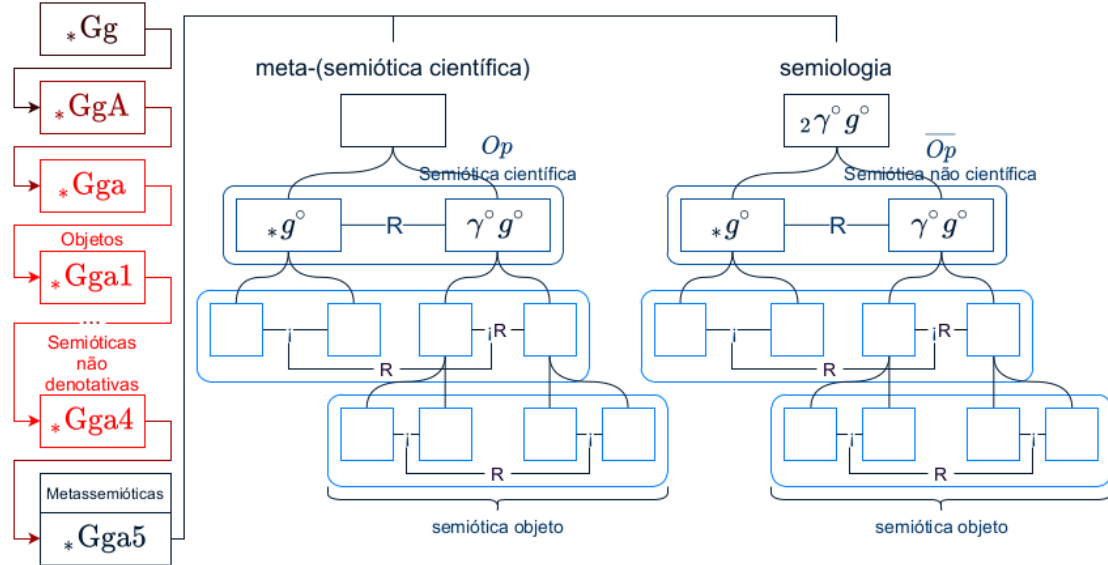 *Gg
*GgA
*Gga
Objetos
*Gga1
...
Semióticas
não
denotativas
*Gga4
Metassemióticas
*Gga5
meta-(semiótica científica)
Op
Semiótica científica
*g°
R
γ°g°
¡
¡R
R
¡
¡
R
semiótica objeto
semiologia
₂γ°g°
O̅p̅
Semiótica não científica
*g°
R
γ°g°
¡
¡R
R
¡
¡
R
semiótica objeto